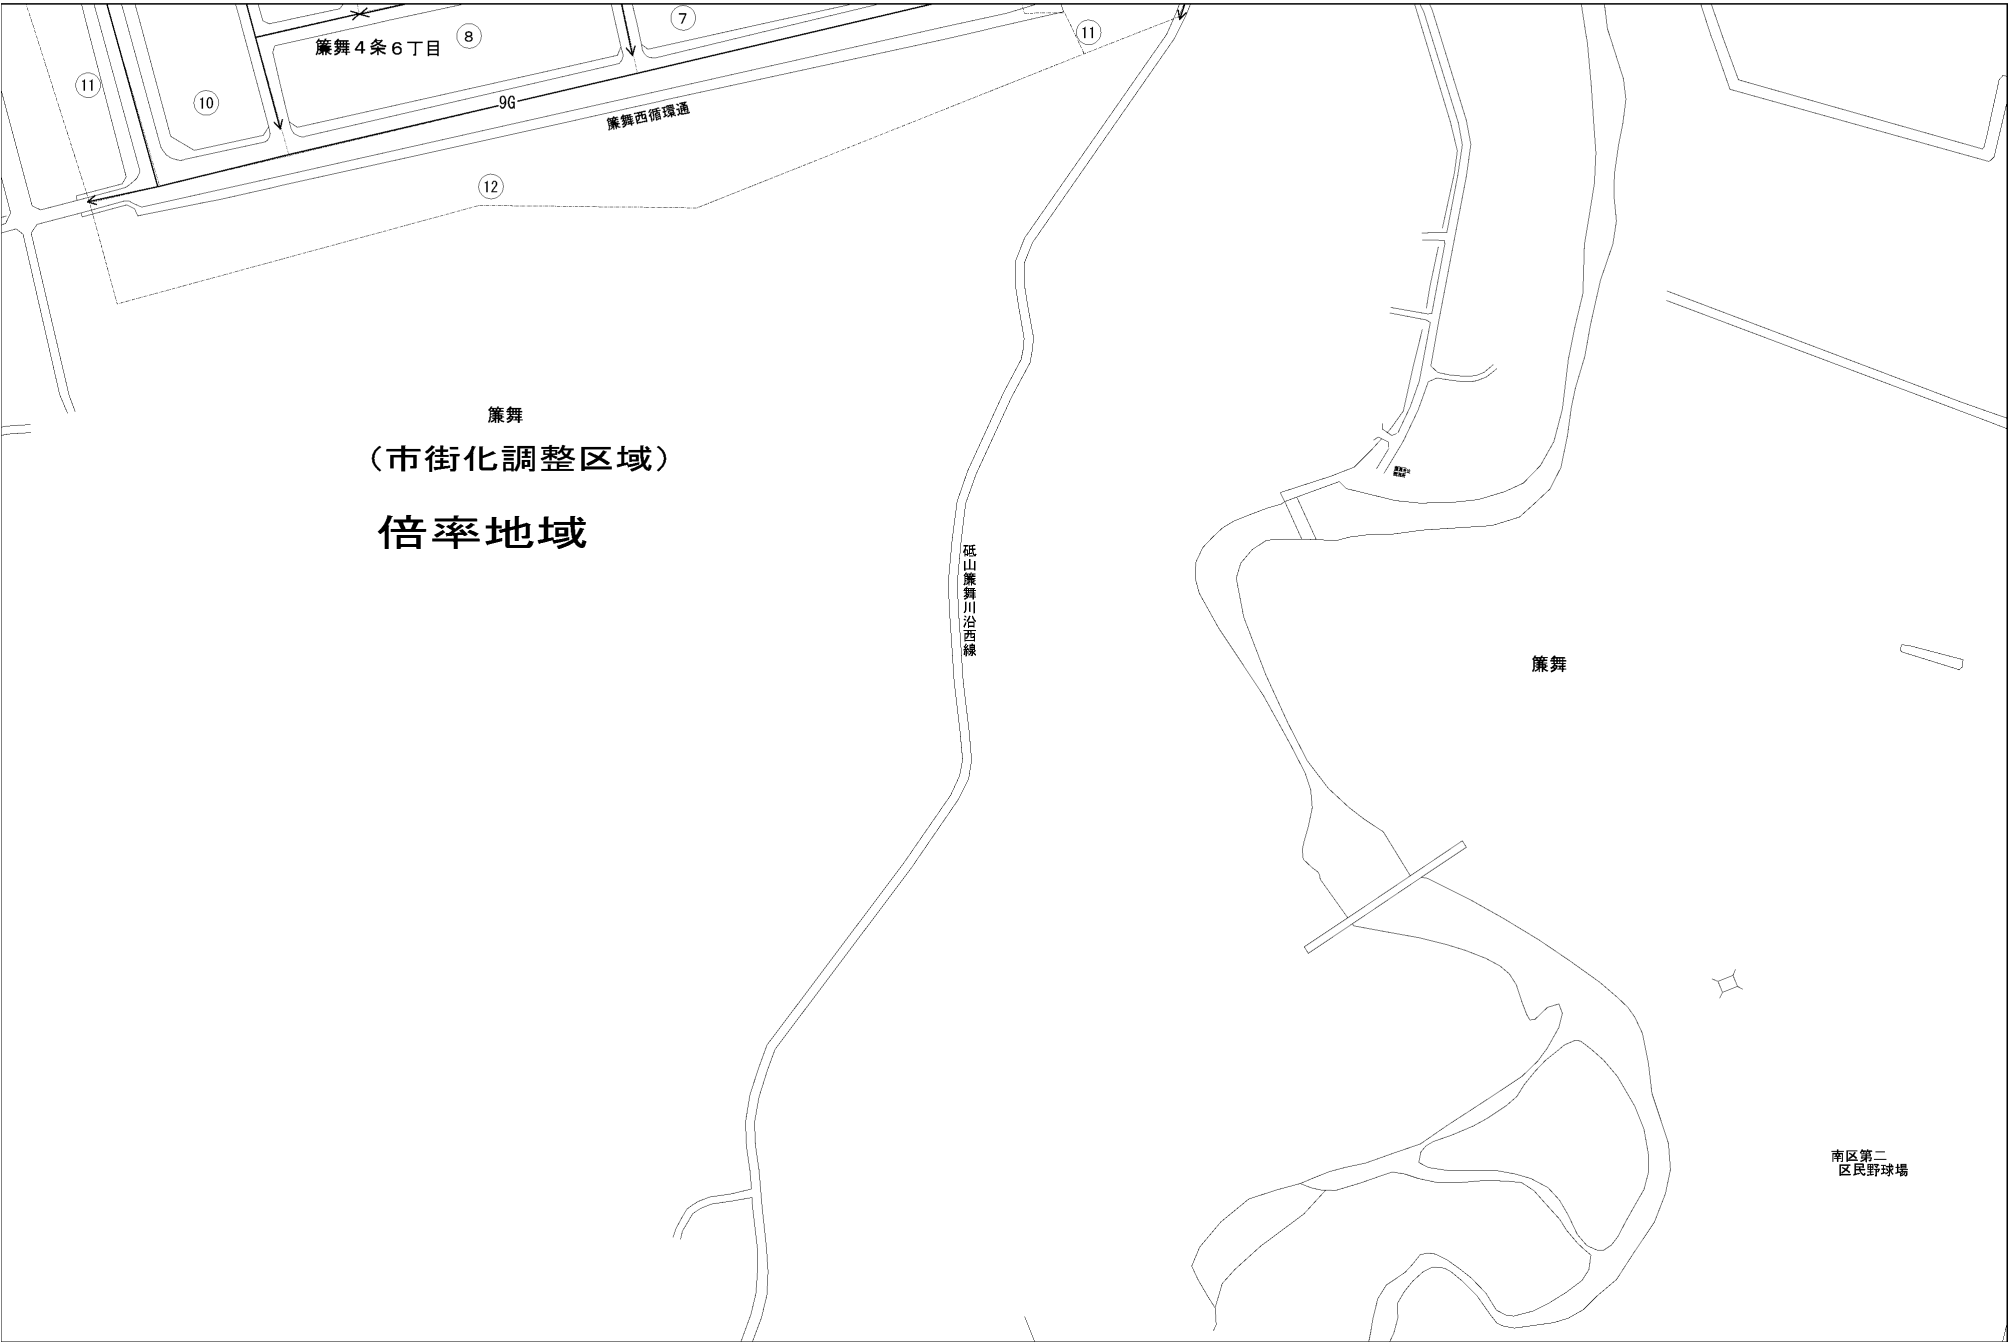 ⑦
⑧
簾舞４条６丁目
⑪
⑪
⑩
9G
簾舞西循環通
⑫
簾舞
（市街化調整区域）
倍率地域
砥山簾舞川沿西線
簾舞
南区第二
区民野球場